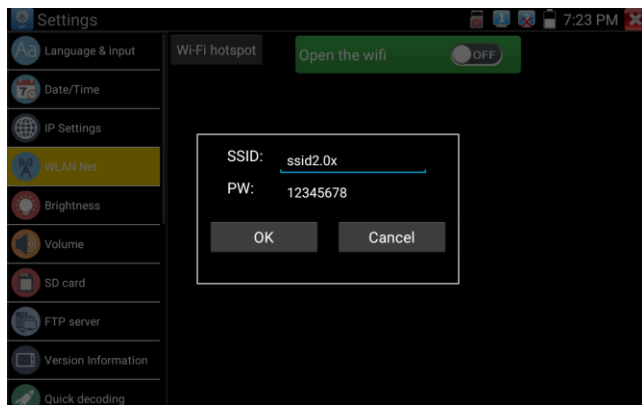 Settings
7:23 PM
Aa
Language & input
Wi-Fi hotspot
Open the wifi
OFF
Date/Time
IP Settings
WLAN Net
Brightness
Volume
SD card
FTP server
Version Information
Quick decoding
SSID:
ssid2.0x
PW:
12345678
OK
Cancel